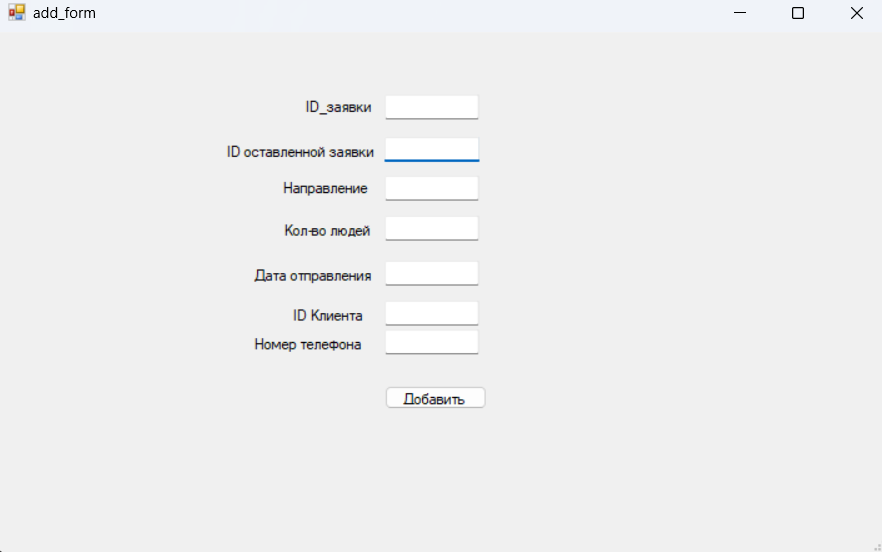 add_form
ID_заявки
ID оставленной заявки
Направление
Кол-во людей
Дата отправления
ID Клиента
Номер телефона
Добавить